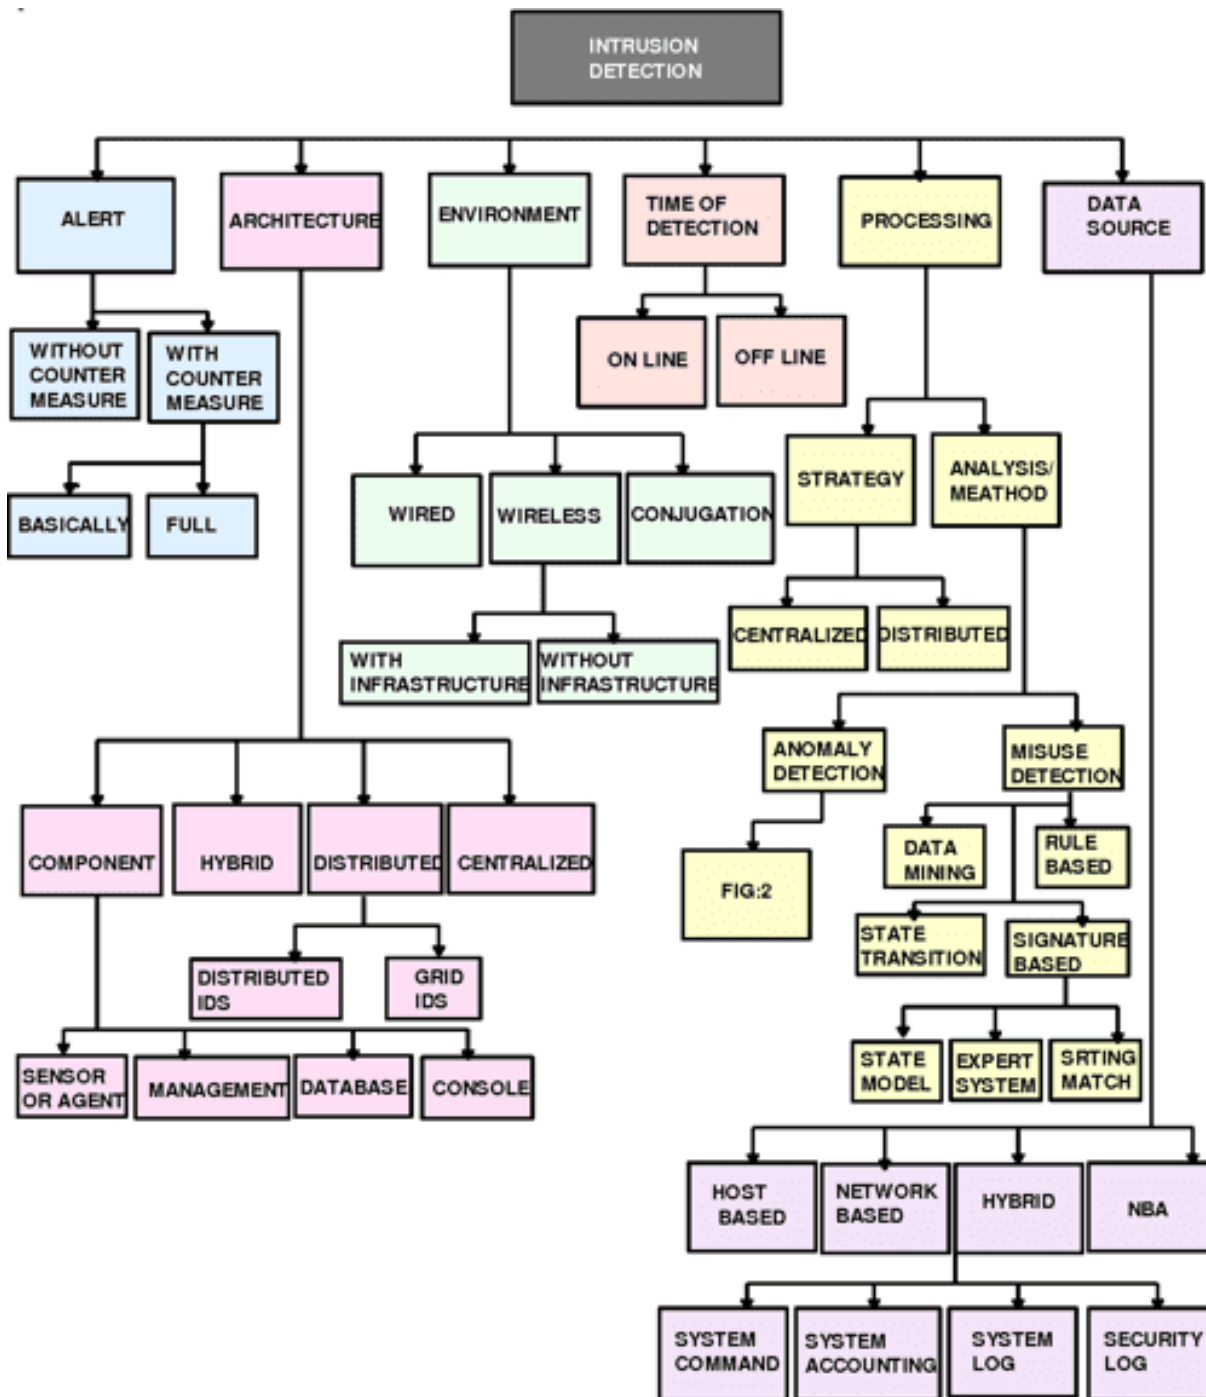 INTRUSION
DETECTION
ALERT
ARCHITECTURE
ENVIRONMENT
TIME OF
DETECTION
PROCESSING
DATA
SOURCE
WITHOUT
COUNTER
MEASURE
WITH
COUNTER
MEASURE
ON LINE
OFF LINE
BASICALLY
FULL
WIRED
WIRELESS
CONJUGATION
STRATEGY
ANALYSIS/
MEATHOD
WITH
INFRASTRUCTURE
WITHOUT
INFRASTRUCTURE
CENTRALIZED
DISTRIBUTED
ANOMALY
DETECTION
MISUSE
DETECTION
COMPONENT
HYBRID
DISTRIBUTED
CENTRALIZED
FIG:2
DATA
MINING
RULE
BASED
STATE
TRANSITION
SIGNATURE
BASED
DISTRIBUTED
IDS
GRID
IDS
SENSOR
OR AGENT
MANAGEMENT
DATABASE
CONSOLE
STATE
MODEL
EXPERT
SYSTEM
SRTING
MATCH
HOST
BASED
NETWORK
BASED
HYBRID
NBA
SYSTEM
COMMAND
SYSTEM
ACCOUNTING
SYSTEM
LOG
SECURITY
LOG